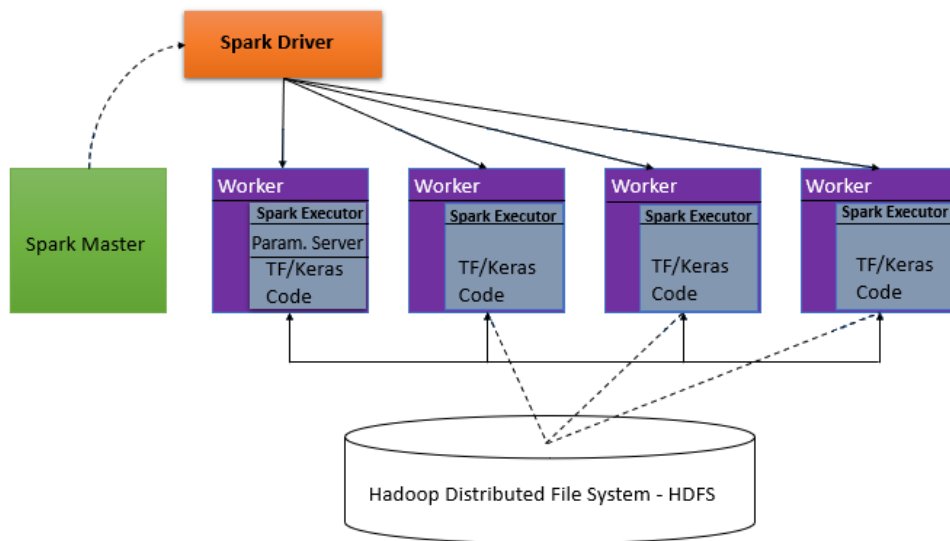 Spark Driver
Spark Master
Worker
Spark Executor
Param. Server
TF/Keras
Code
Worker
Spark Executor
TF/Keras
Code
Worker
Spark Executor
TF/Keras
Code
Worker
Spark Executor
TF/Keras
Code
Hadoop Distributed File System - HDFS